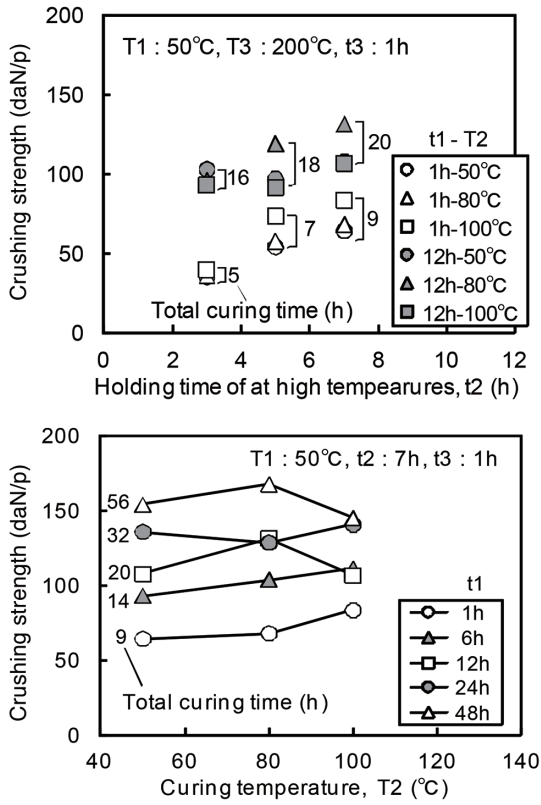 T1 : 50℃, T3 : 200℃, t3 : 1h
Crushing strength (daN/p)
200
150
100
50
0
16
18
20
5
7
9
Total curing time (h)
t1 - T2
1h-50℃
1h-80℃
1h-100℃
12h-50℃
12h-80℃
12h-100℃
0 2 4 6 8 10 12
Holding time of at high tempearures, t2 (h)
T1 : 50℃, t2 : 7h, t3 : 1h
Crushing strength (daN/p)
200
150
100
50
0
56
32
20
14
9
Total curing time (h)
t1
1h
6h
12h
24h
48h
40 60 80 100 120 140
Curing temperature, T2 (℃)